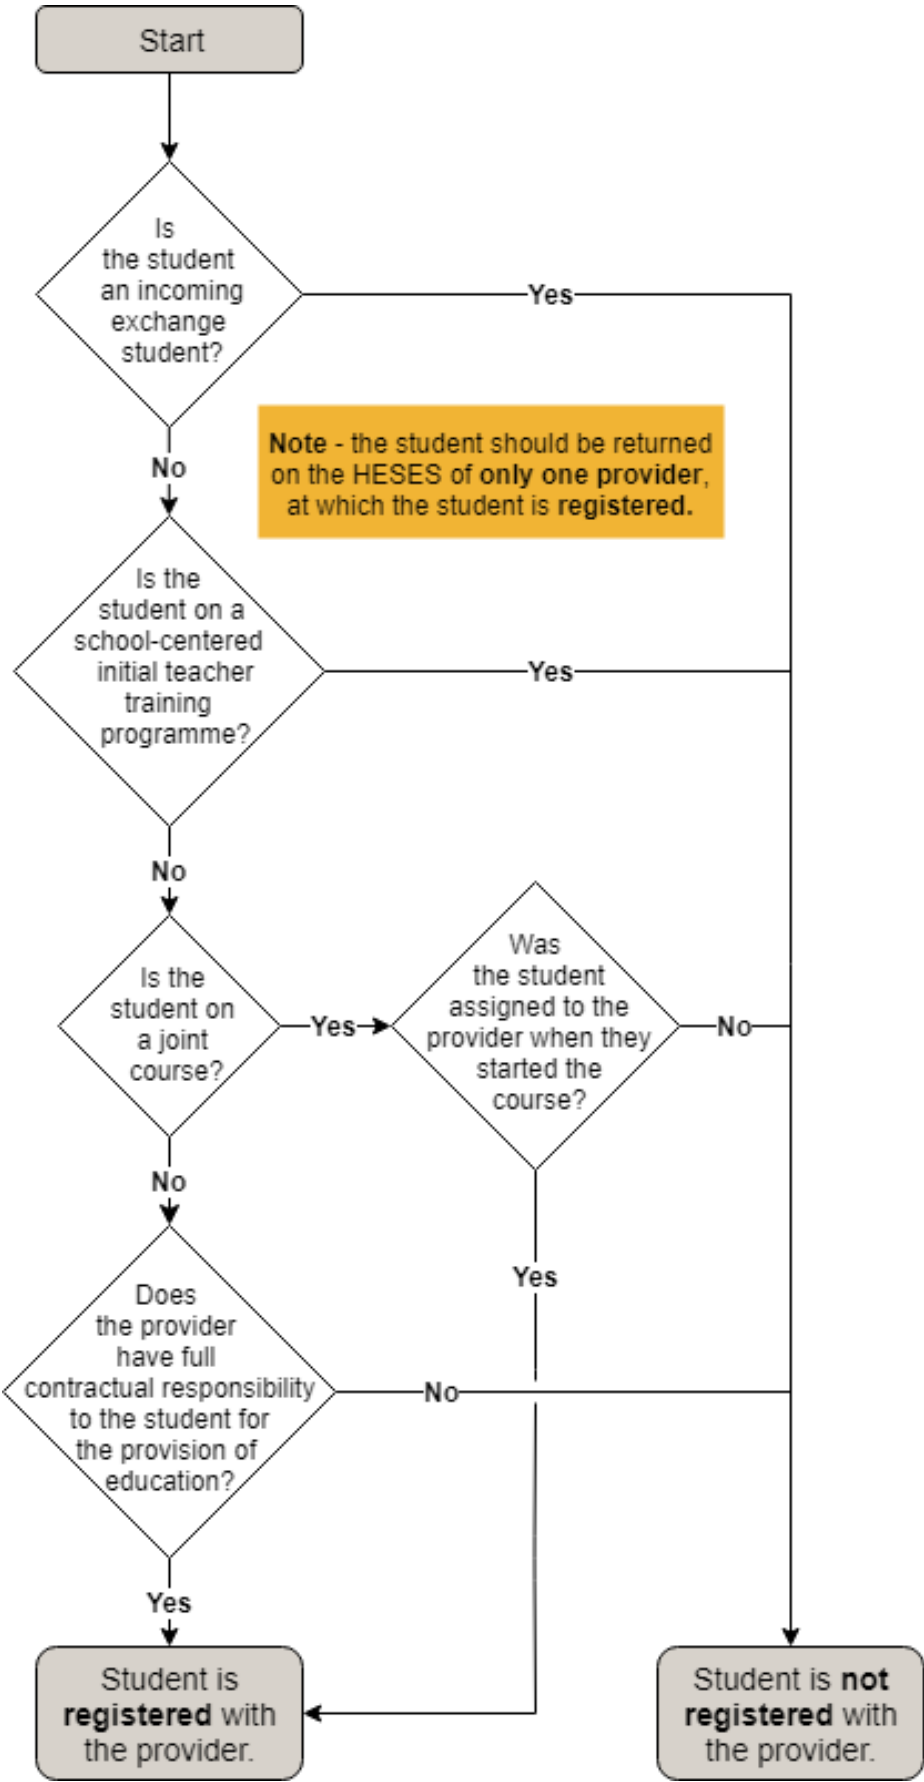 Start
Is
the student
an incoming
exchange
student?
Yes
No
Note - the student should be returned
on the HESES of only one provider,
at which the student is registered.
Is the
student on a
school-centered
initial teacher
training
programme?
Yes
No
Is the
student on
a joint
course?
Yes
Was
the student
assigned to the
provider when they
started the
course?
No
No
Yes
Does
the provider
have full
contractual responsibility
to the student for
the provision of
education?
No
Yes
Student is
registered with
the provider.
Student is not
registered with
the provider.